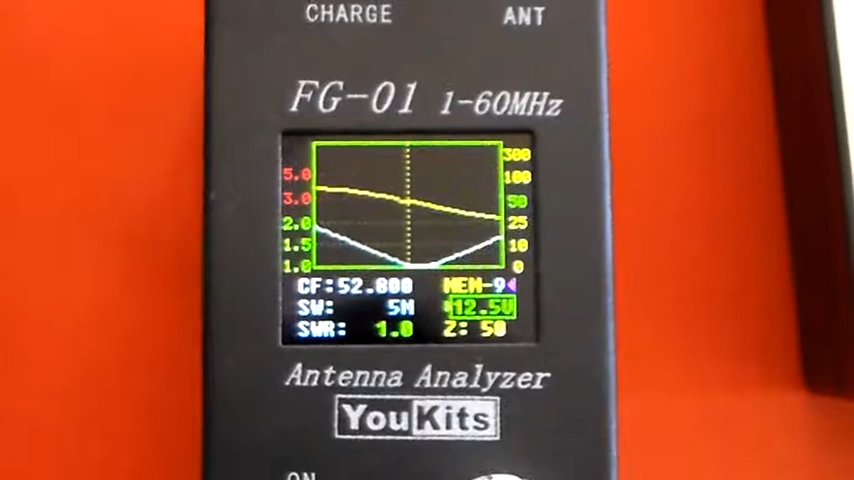 CHARGE ANT
FG-01 1-60MHz
300
5.0 100
3.0 50
2.0 25
1.5 10
1.0 0
CF:52.800 MEM-9
SW: 5M 12.5V
SWR: 1.0 Z: 50
Antenna Analyzer
YouKits
ON